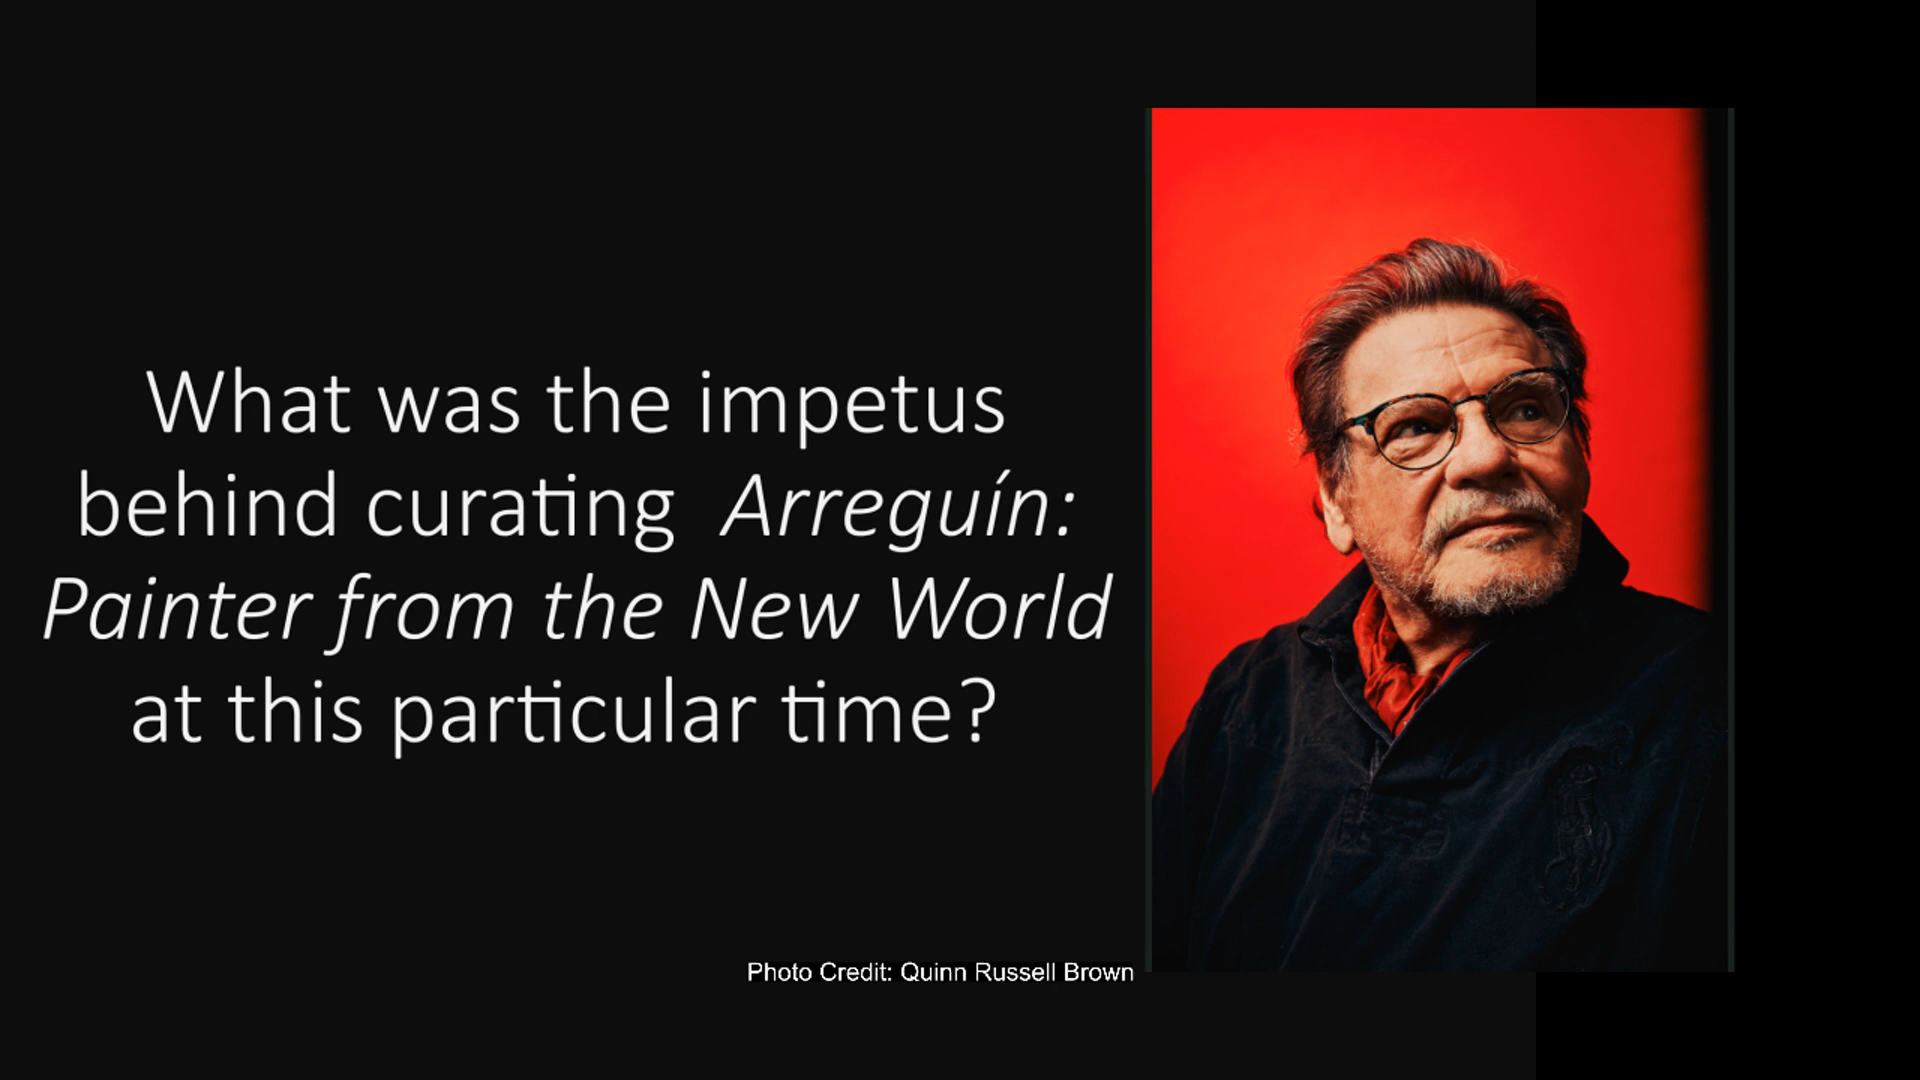 What was the impetus
behind curating Arreguín:
Painter from the New World
at this particular time?
Photo Credit: Quinn Russell Brown